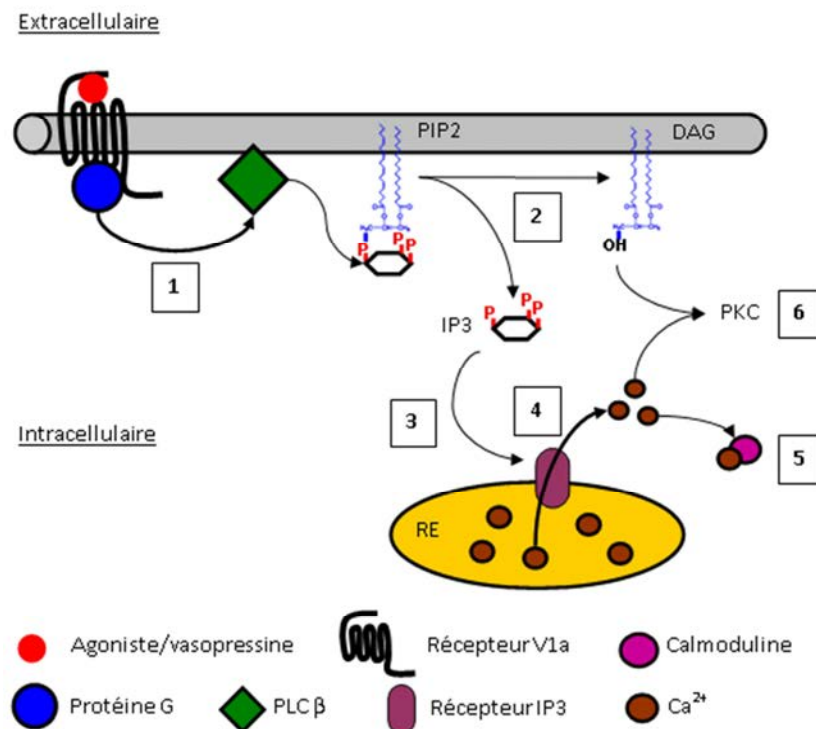 Extracellulaire
PIP2
DAG
2
OH
1
P
P
P
P
P
P
IP3
PKC
6
3
4
Intracellulaire
5
RE
Agoniste/vasopressine
Récepteur V1a
Calmoduline
Protéine G
PLC β
Récepteur IP3
Ca²⁺